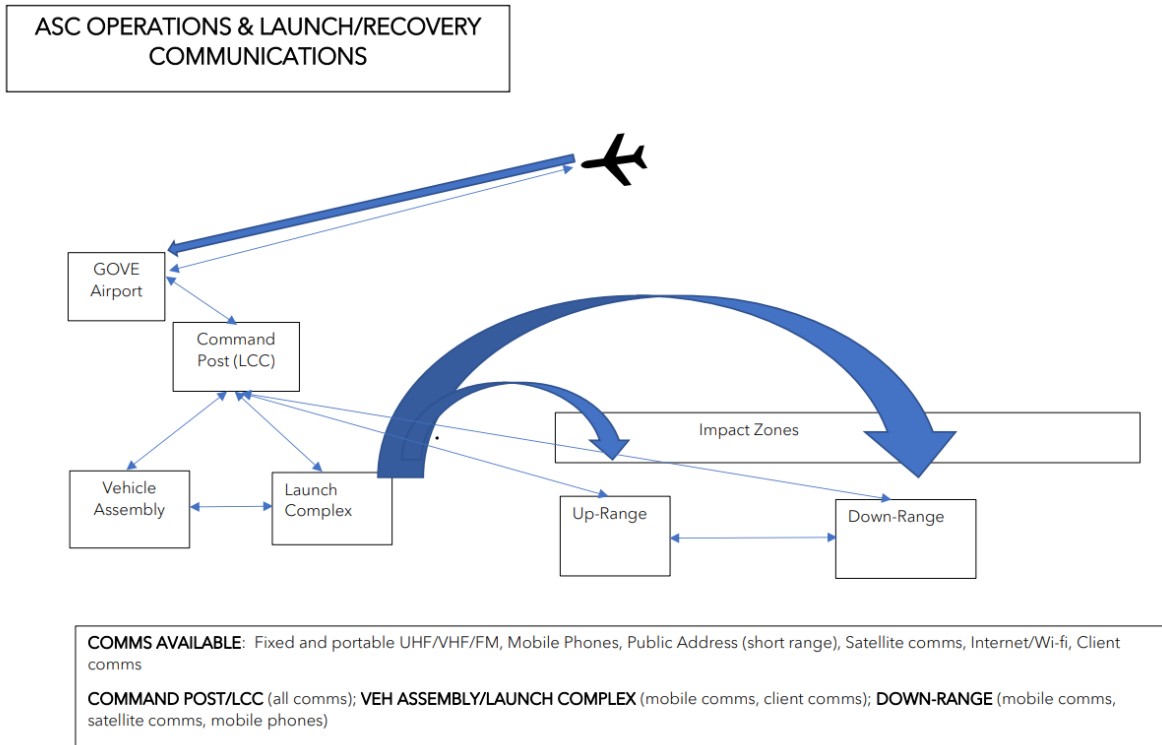 ASC OPERATIONS & LAUNCH/RECOVERY
COMMUNICATIONS
GOVE
Airport
Command
Post (LCC)
Impact Zones
Vehicle
Assembly
Launch
Complex
Up-Range
Down-Range
COMMS AVAILABLE: Fixed and portable UHF/VHF/FM, Mobile Phones, Public Address (short range), Satellite comms, Internet/Wi-fi, Client
comms
COMMAND POST/LCC (all comms); VEH ASSEMBLY/LAUNCH COMPLEX (mobile comms, client comms); DOWN-RANGE (mobile comms,
satellite comms, mobile phones)